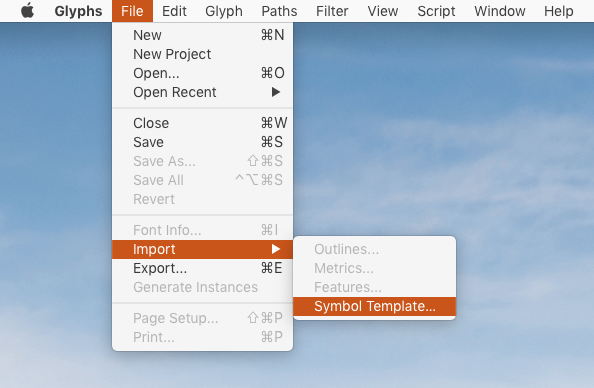 Glyphs File Edit Glyph Paths Filter View Script Window Help
New ⌘N
New Project
Open... ⌘O
Open Recent ▶
Close ⌘W
Save ⌘S
Save As... ⇧⌘S
Save All ^⌥⌘S
Revert
Font Info... ⌘I
Import ▶
Export... ⌘E
Generate Instances
Page Setup... ⇧⌘P
Print... ⌘P
Outlines...
Metrics...
Features...
Symbol Template...